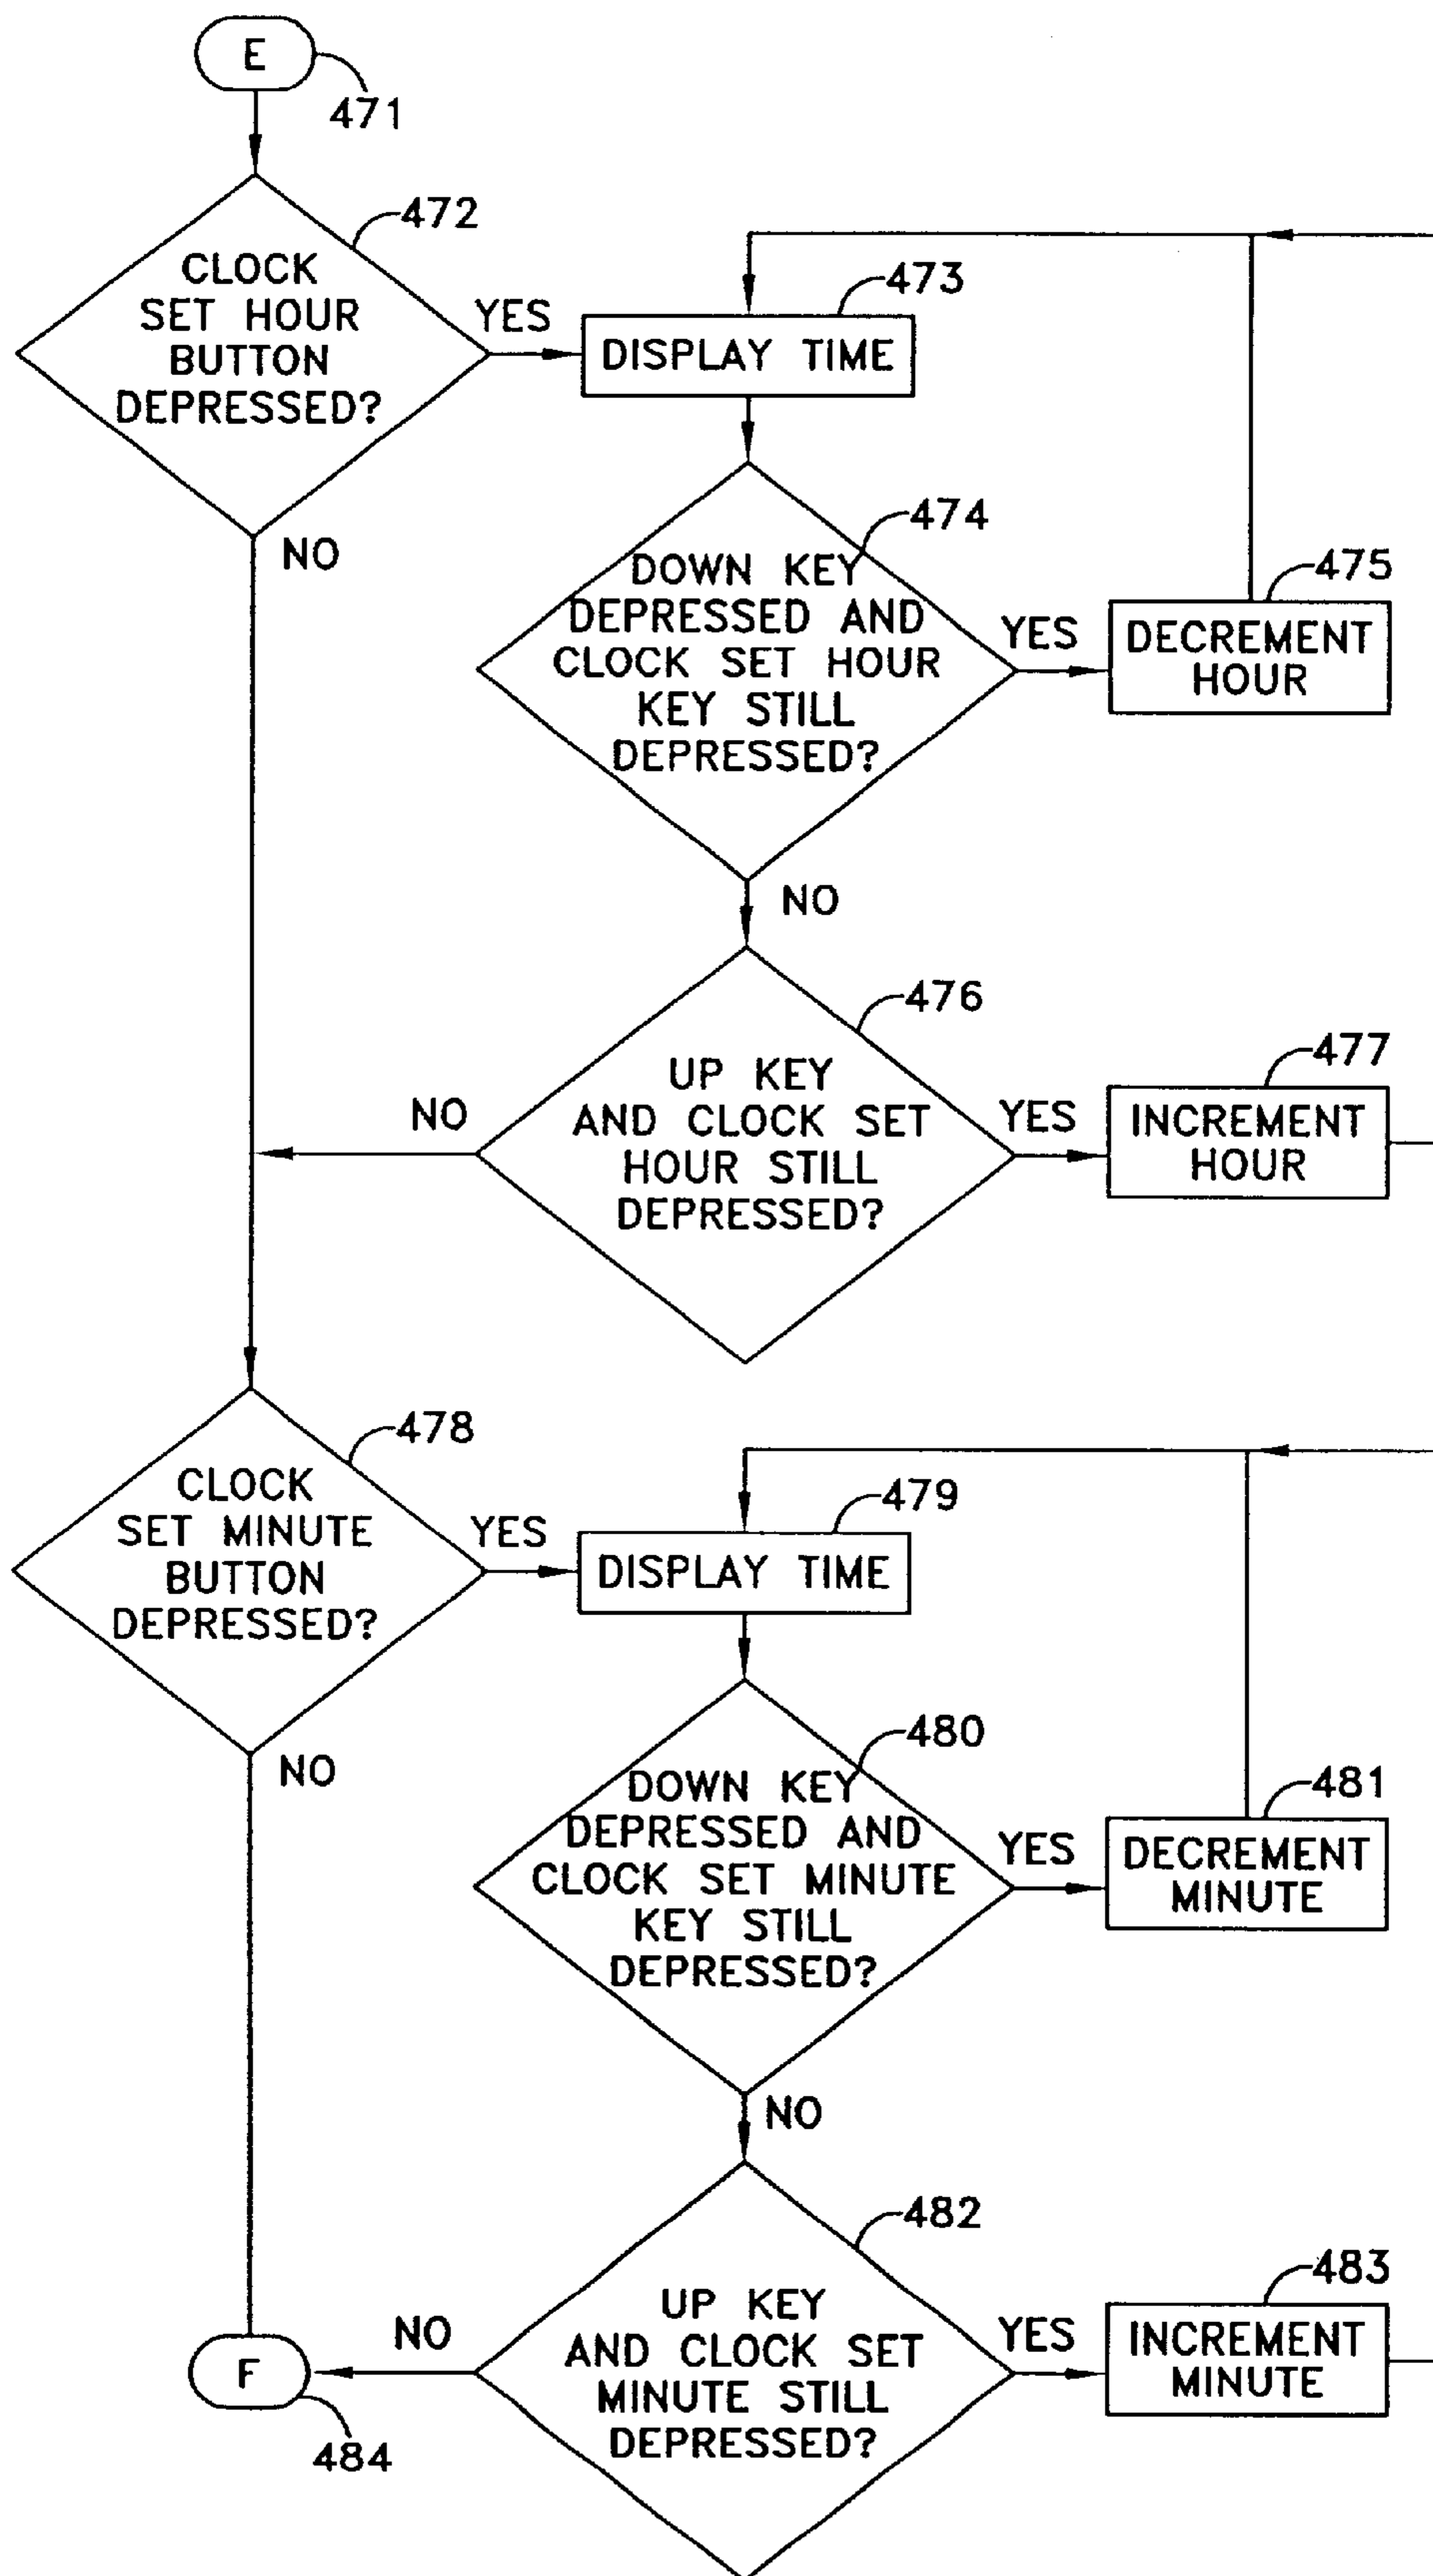 E
471
472
CLOCK
SET HOUR
BUTTON
DEPRESSED?
YES
473
DISPLAY TIME
NO
474
DOWN KEY
DEPRESSED AND
CLOCK SET HOUR
KEY STILL
DEPRESSED?
YES
475
DECREMENT
HOUR
NO
476
UP KEY
AND CLOCK SET
HOUR STILL
DEPRESSED?
NO
YES
477
INCREMENT
HOUR
478
CLOCK
SET MINUTE
BUTTON
DEPRESSED?
YES
479
DISPLAY TIME
NO
480
DOWN KEY
DEPRESSED AND
CLOCK SET MINUTE
KEY STILL
DEPRESSED?
YES
481
DECREMENT
MINUTE
NO
482
UP KEY
AND CLOCK SET
MINUTE STILL
DEPRESSED?
NO
YES
483
INCREMENT
MINUTE
F
484